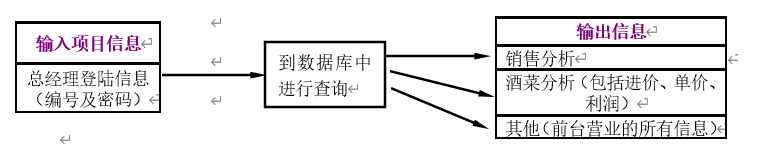 输入项目信息
总经理登陆信息
（编号及密码）
到数据库中
进行查询
输出信息
销售分析
酒菜分析（包括进价、单价、
利润）
其他（前台营业的所有信息）